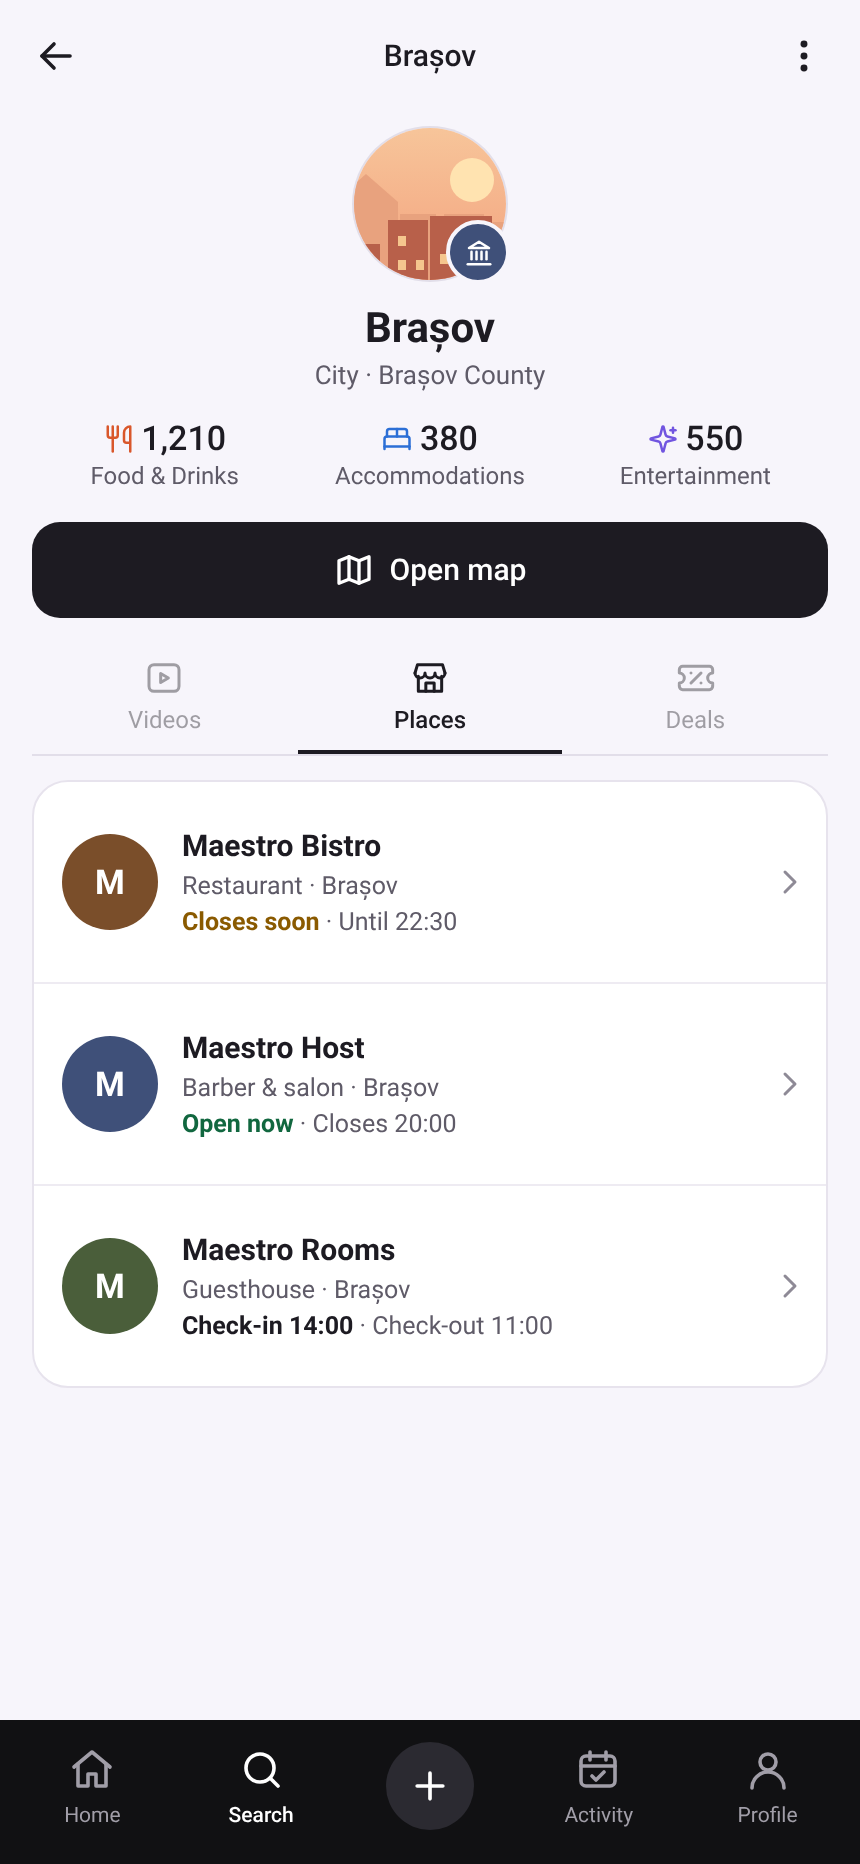 Brașov
Brașov
City · Brașov County
1,210
380
550
Food & Drinks
Accommodations
Entertainment
Open map
Videos
Places
Deals
M
Maestro Bistro
Restaurant · Brașov
Closes soon · Until 22:30
M
Maestro Host
Barber & salon · Brașov
Open now · Closes 20:00
M
Maestro Rooms
Guesthouse · Brașov
Check-in 14:00 · Check-out 11:00
Home
Search
Activity
Profile